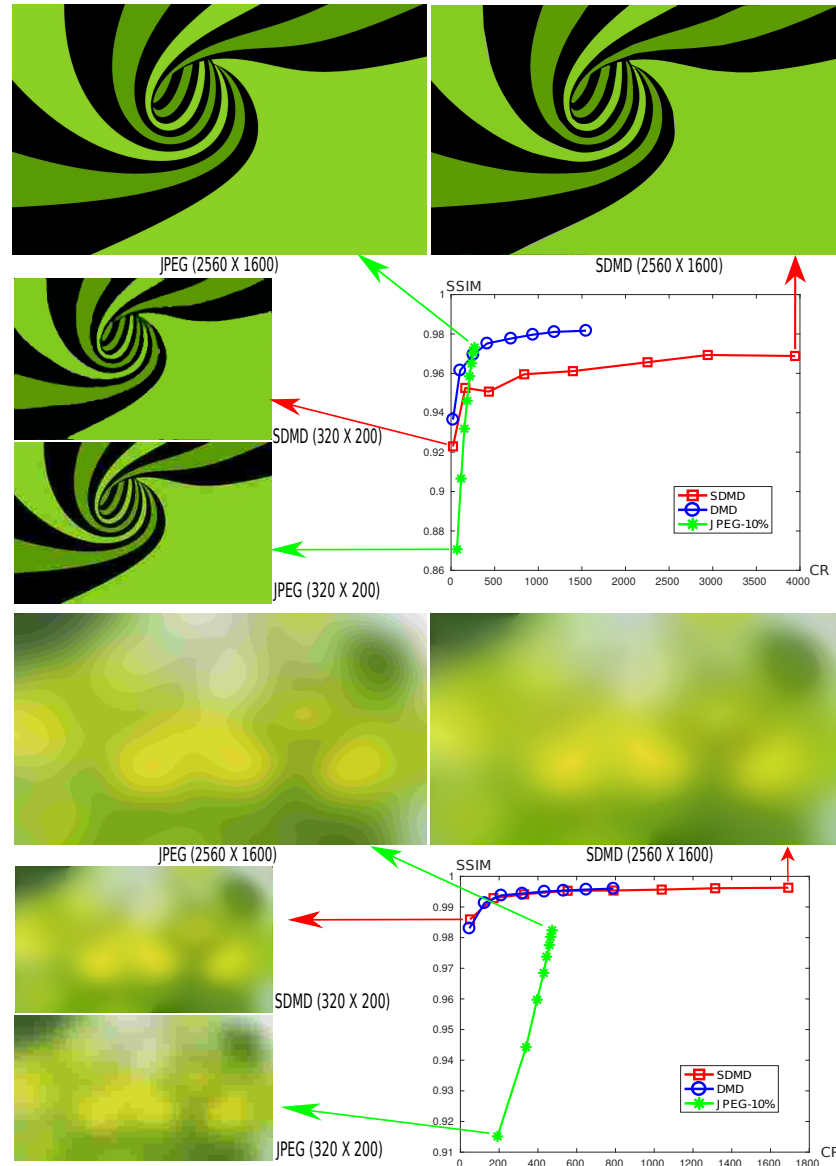 JPEG (2560 X 1600)
SDMD (2560 X 1600)
SSIM
1
0.98
0.96
0.94
0.92
0.9
0.88
0.86
0
500
1000
1500
2000
2500
3000
3500
4000
CR
SDMD
DMD
JPEG-10%
SDMD (320 X 200)
JPEG (320 X 200)
JPEG (2560 X 1600)
SDMD (2560 X 1600)
SSIM
1
0.99
0.98
0.97
0.96
0.95
0.94
0.93
0.92
0.91
0
200
400
600
800
1000
1200
1400
1600
1800
CR
SDMD
DMD
JPEG-10%
SDMD (320 X 200)
JPEG (320 X 200)